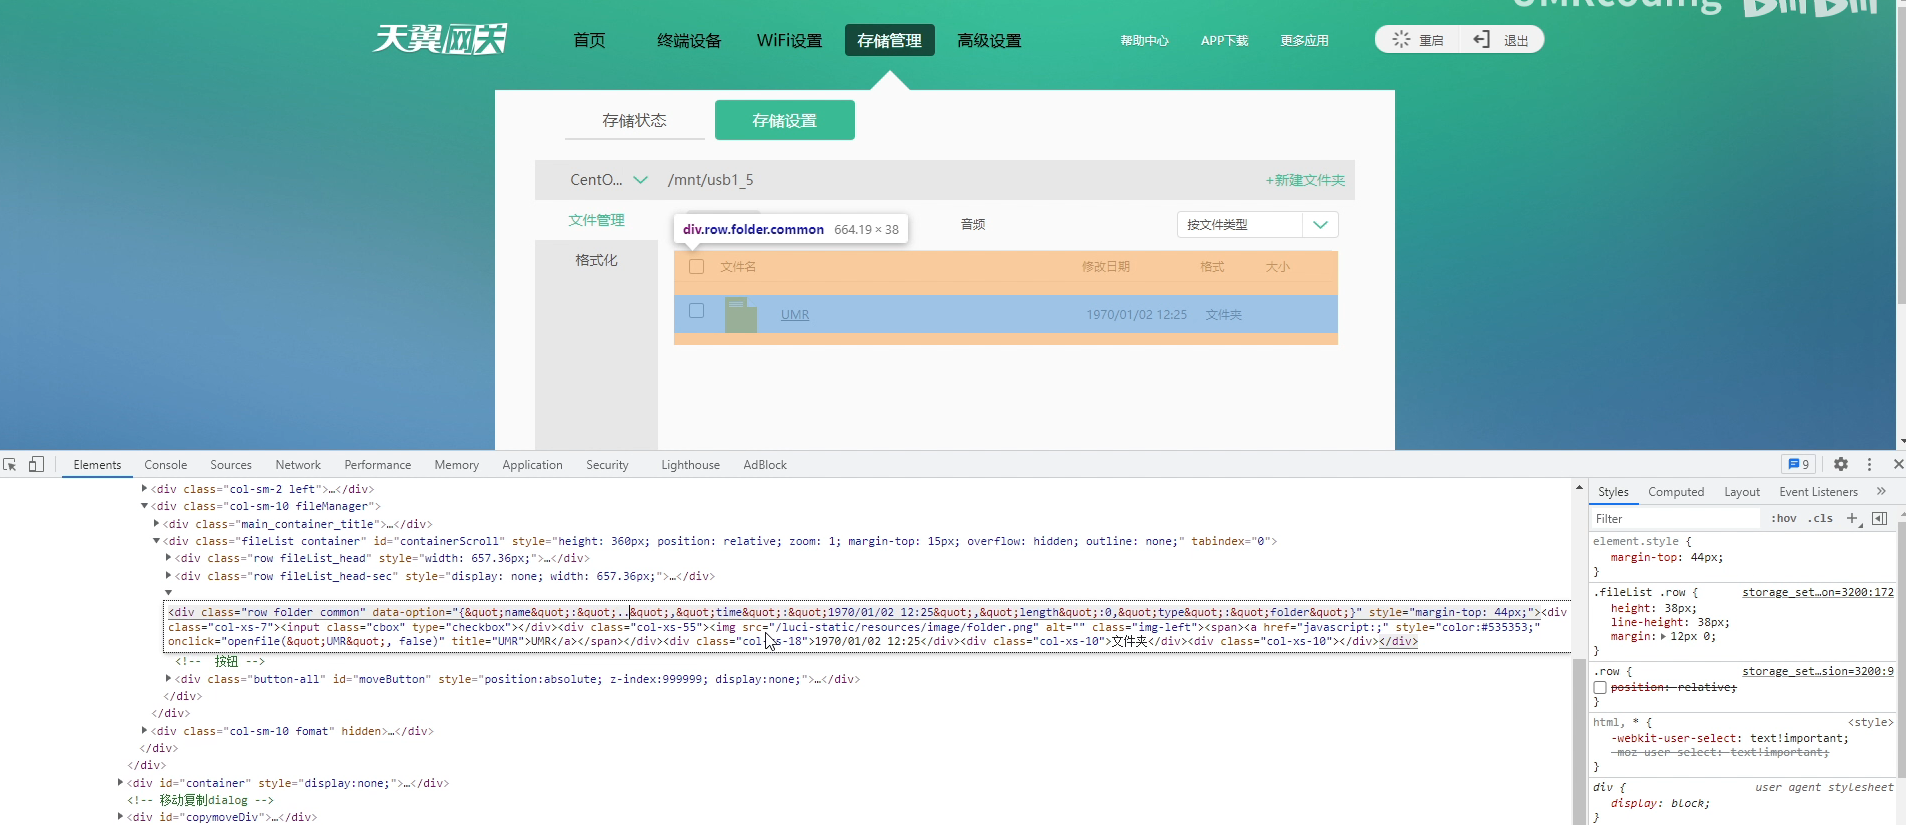 UMRcoding bilibili
天翼网关
首页 终端设备 WiFi设置 存储管理 高级设置 帮助中心 APP下载 更多应用 重启 退出
存储状态 存储设置
CentO... /mnt/usb1_5 +新建文件夹
文件管理 音频 按文件类型
div.row.folder.common 664.19 × 38
格式化
文件名 修改日期 格式 大小
UMR 1970/01/02 12:25 文件夹
Elements Console Sources Network Performance Memory Application Security Lighthouse AdBlock 9
<div class="col-sm-2 left">…</div>
<div class="col-sm-10 fileManager">
<div class="main_container_title">…</div>
<div class="fileList container" id="containerScroll" style="height: 360px; position: relative; zoom: 1; margin-top: 15px; overflow: hidden; outline: none;" tabindex="0">
<div class="row fileList_head" style="width: 657.36px;">…</div>
<div class="row fileList_head-sec" style="display: none; width: 657.36px;">…</div>
<div class="row folder common" data-option="{&quot;name&quot;:&quot;..&quot;,&quot;time&quot;:&quot;1970/01/02 12:25&quot;,&quot;length&quot;:0,&quot;type&quot;:&quot;folder&quot;}" style="margin-top: 44px;"><div
class="col-xs-7"><input class="cbox" type="checkbox"></div><div class="col-xs-55"><img src="/luci-static/resources/image/folder.png" alt="" class="img-left"><span><a href="javascript:;" style="color:#535353;"
onclick="openfile(&quot;UMR&quot;, false)" title="UMR">UMR</a></span></div><div class="col-xs-18">1970/01/02 12:25</div><div class="col-xs-10">文件夹</div><div class="col-xs-10"></div></div>
<!-- 按钮 -->
<div class="button-all" id="moveButton" style="position:absolute; z-index:999999; display:none;">…</div>
</div>
</div>
<div class="col-sm-10 fomat" hidden>…</div>
</div>
</div>
<div id="container" style="display:none;">…</div>
<!-- 移动复制dialog -->
<div id="copymoveDiv">…</div>
Styles Computed Layout Event Listeners »
Filter :hov .cls +
element.style {
margin-top: 44px;
}
.fileList .row { storage_set…on=3200:172
height: 38px;
line-height: 38px;
margin: 12px 0;
}
.row { storage_set…sion=3200:9
position: relative;
}
html, * { <style>
-webkit-user-select: text!important;
-moz-user-select: text!important;
}
div { user agent stylesheet
display: block;
}